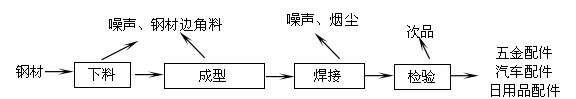 噪声、钢材边角料
噪声、烟尘
次品
钢材
下料
成型
焊接
检验
五金配件
汽车配件
日用品配件